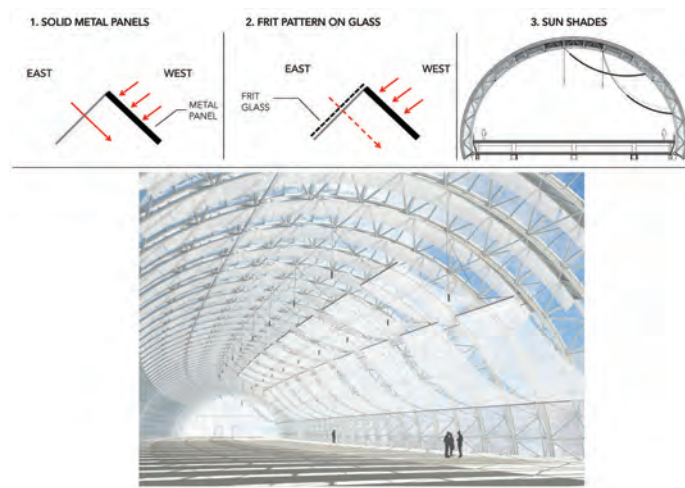 1. SOLID METAL PANELS
EAST
WEST
METAL
PANEL
2. FRIT PATTERN ON GLASS
EAST
WEST
FRIT
GLASS
3. SUN SHADES